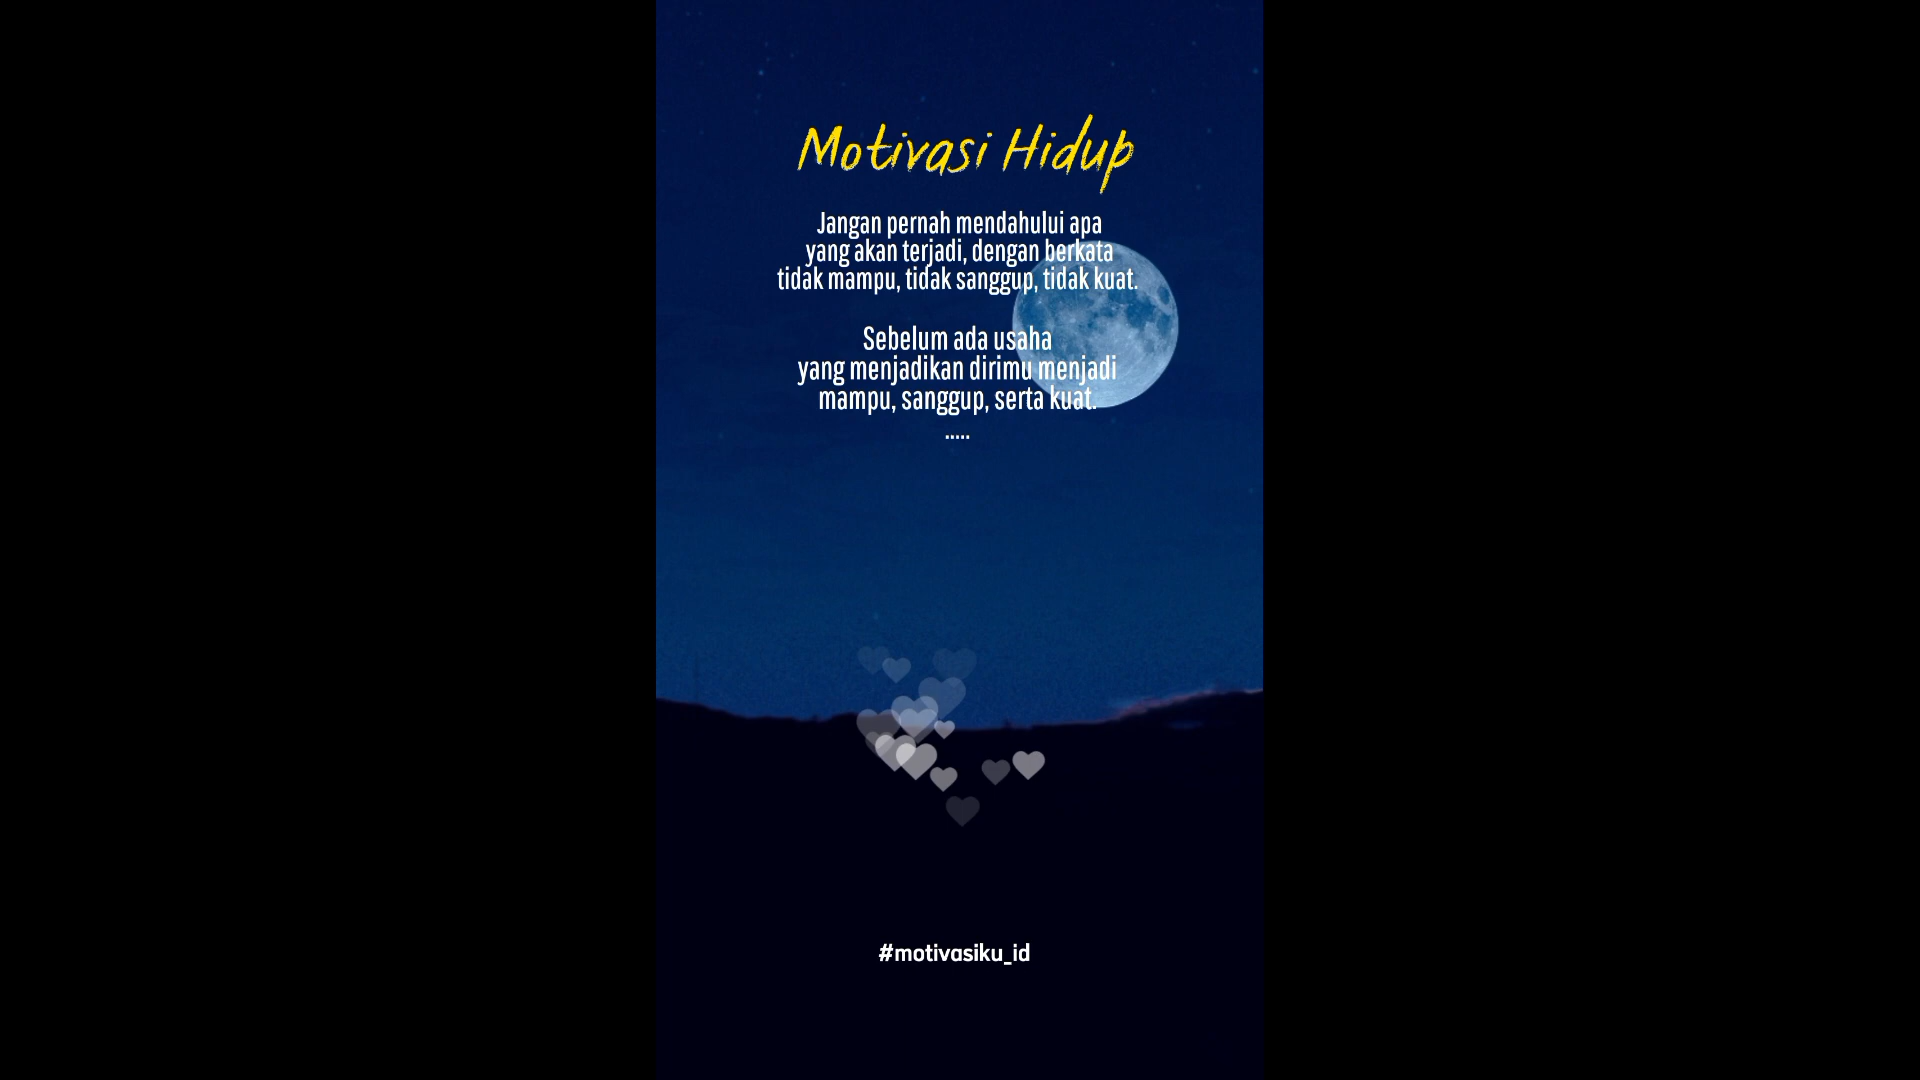 Motivasi Hidup
Jangan pernah mendahului apa
yang akan terjadi, dengan berkata
tidak mampu, tidak sanggup, tidak kuat.
Sebelum ada usaha
yang menjadikan dirimu menjadi
mampu, sanggup, serta kuat.
.....
#motivasiku_id